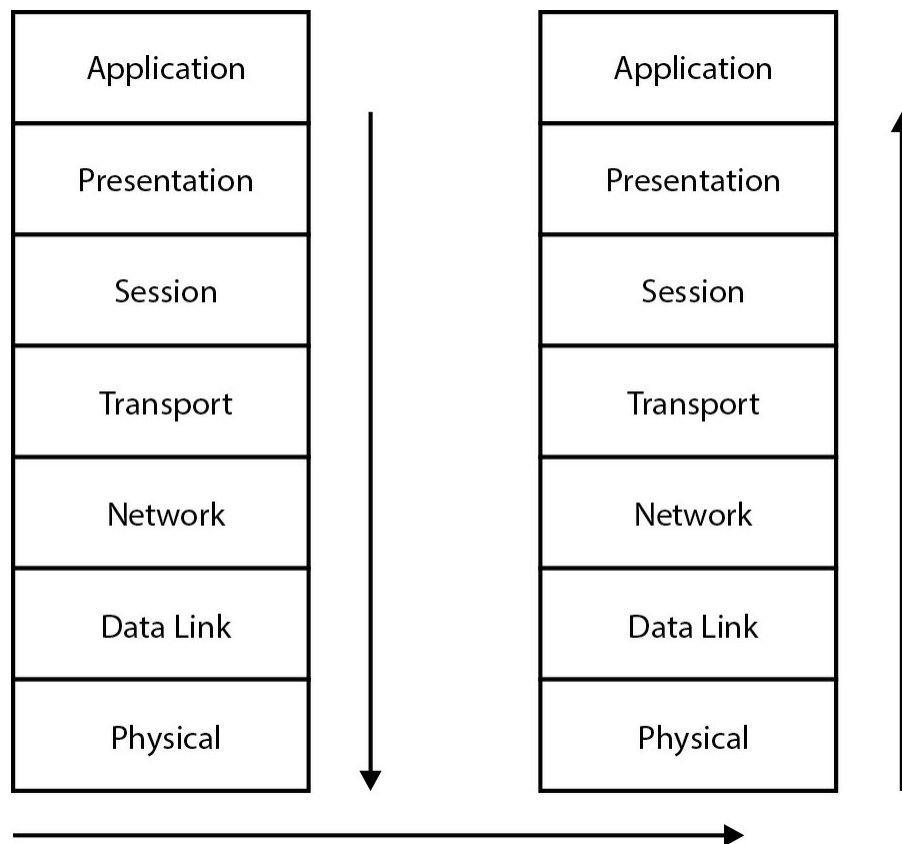 Application
Presentation
Session
Transport
Network
Data Link
Physical
Application
Presentation
Session
Transport
Network
Data Link
Physical